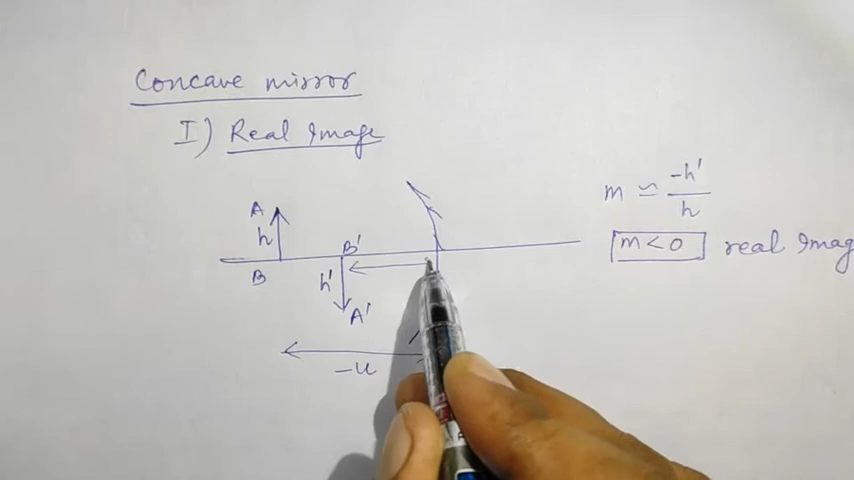 Concave mirror
I) Real Image
A
h
B
B'
h'
A'
-u
m ≃ -h'/h
m<0 real Imag